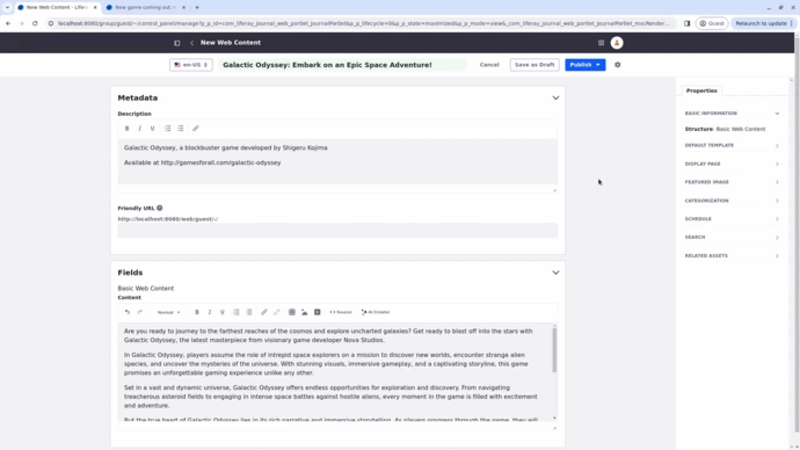 New Web Content - Lifer
New game coming out:
localhost:8080/group/guest/~/control_panel/manage?p_p_id=com_liferay_journal_web_portlet_JournalPortlet&p_p_lifecycle=0&p_p_state=maximized&p_p_mode=view&_com_liferay_journal_web_portlet_JournalPortlet_mvcRender...
Guest
Relaunch to update
New Web Content
en-US
Galactic Odyssey: Embark on an Epic Space Adventure!
Cancel
Save as Draft
Publish
Metadata
Description
B I U
Galactic Odyssey, a blockbuster game developed by Shigeru Kojima
Available at http://gamesforall.com/galactic-odyssey
Friendly URL
http://localhost:8080/web/guest/-/
Fields
Basic Web Content
Content
Normal
B I U
Source
AI Creator
Are you ready to journey to the farthest reaches of the cosmos and explore uncharted galaxies? Get ready to blast off into the stars with
Galactic Odyssey, the latest masterpiece from visionary game developer Nova Studios.
In Galactic Odyssey, players assume the role of intrepid space explorers on a mission to discover new worlds, encounter strange alien
species, and uncover the mysteries of the universe. With stunning visuals, immersive gameplay, and a captivating storyline, this game
promises an unforgettable gaming experience unlike any other.
Set in a vast and dynamic universe, Galactic Odyssey offers endless opportunities for exploration and discovery. From navigating
treacherous asteroid fields to engaging in intense space battles against hostile aliens, every moment in the game is filled with excitement
and adventure.
But the true heart of Galactic Odyssey lies in its rich narrative and immersive storytelling. As players progress through the game, they will
Properties
BASIC INFORMATION
Structure: Basic Web Content
DEFAULT TEMPLATE
DISPLAY PAGE
FEATURED IMAGE
CATEGORIZATION
SCHEDULE
SEARCH
RELATED ASSETS